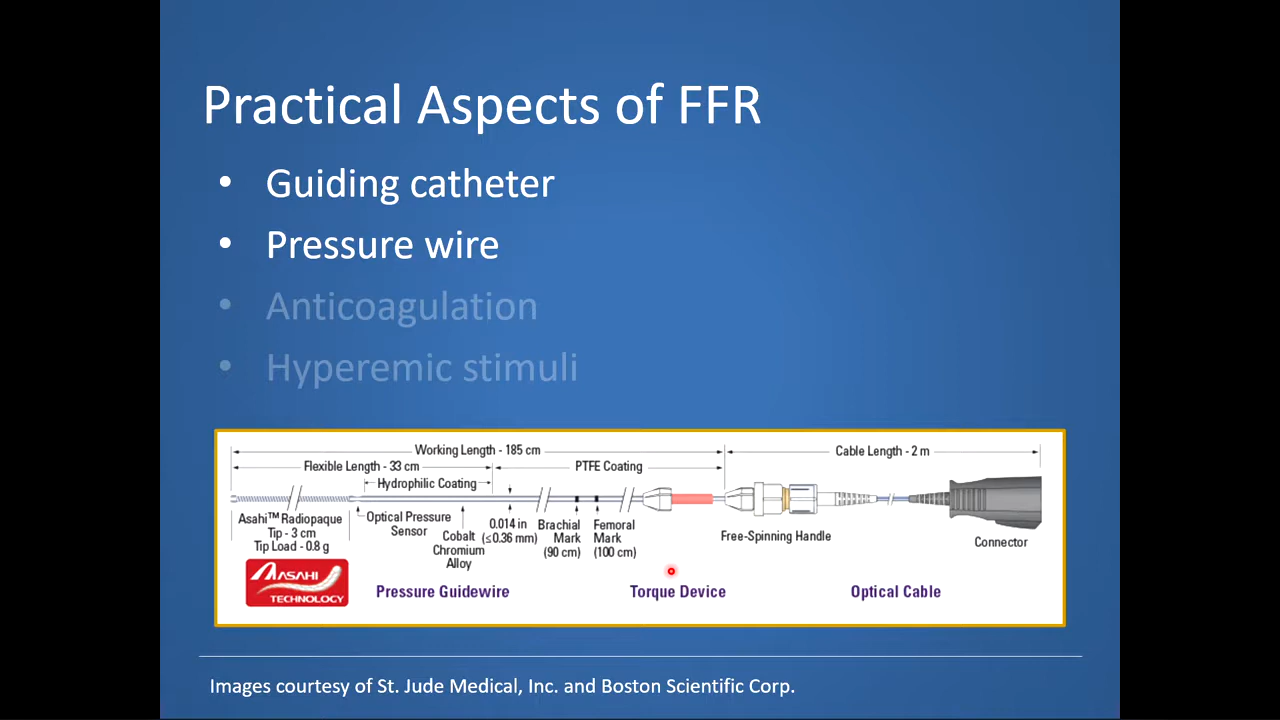 Practical Aspects of FFR
• Guiding catheter
• Pressure wire
• Anticoagulation
• Hyperemic stimuli
Working Length - 185 cm
Cable Length - 2 m
Flexible Length - 33 cm
PTFE Coating
Hydrophilic Coating
Asahi™ Radiopaque
Tip - 3 cm
Tip Load - 0.8 g
Optical Pressure
Sensor
Cobalt
Chromium
Alloy
0.014 in
(≤0.36 mm)
Brachial
Mark
(90 cm)
Femoral
Mark
(100 cm)
Free-Spinning Handle
Connector
ASAHI
TECHNOLOGY
Pressure Guidewire
Torque Device
Optical Cable
Images courtesy of St. Jude Medical, Inc. and Boston Scientific Corp.